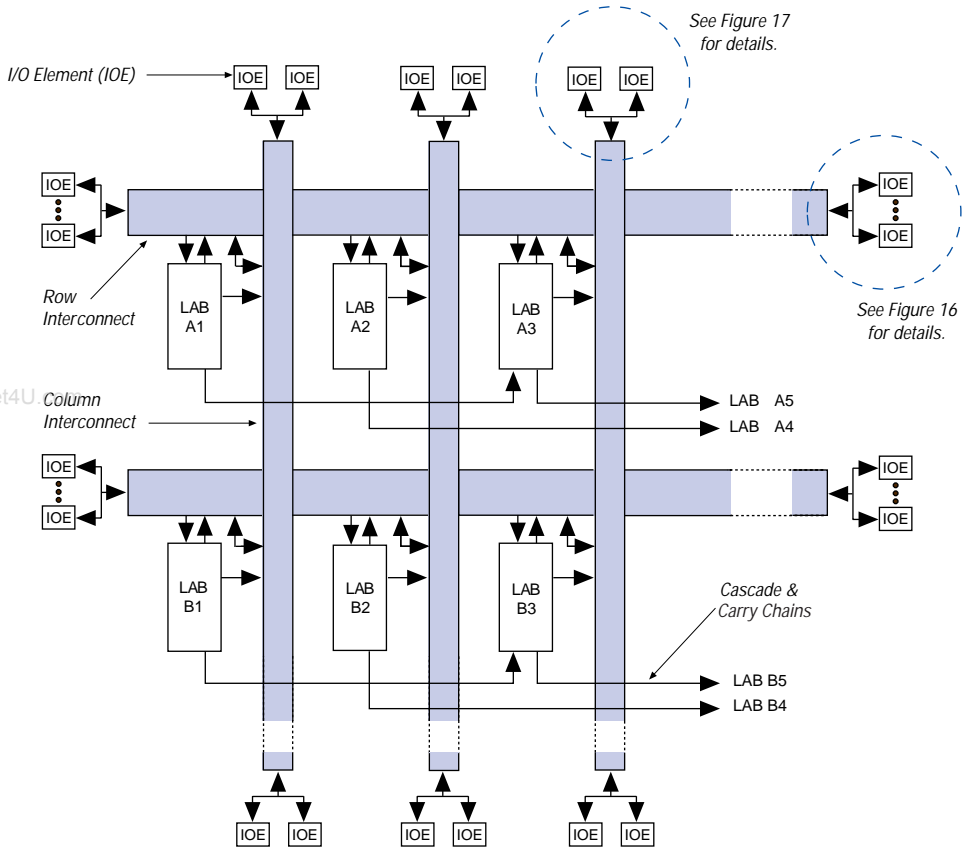 See Figure 17
for details.
I/O Element (IOE)
IOE IOE IOE IOE IOE IOE
IOE IOE
IOE IOE
Row
Interconnect
LAB
A1
LAB
A2
LAB
A3
See Figure 16
for details.
et4U.com
Column
Interconnect
LAB A5
LAB A4
IOE IOE
IOE IOE
LAB
B1
LAB
B2
LAB
B3
Cascade &
Carry Chains
LAB B5
LAB B4
IOE IOE IOE IOE IOE IOE